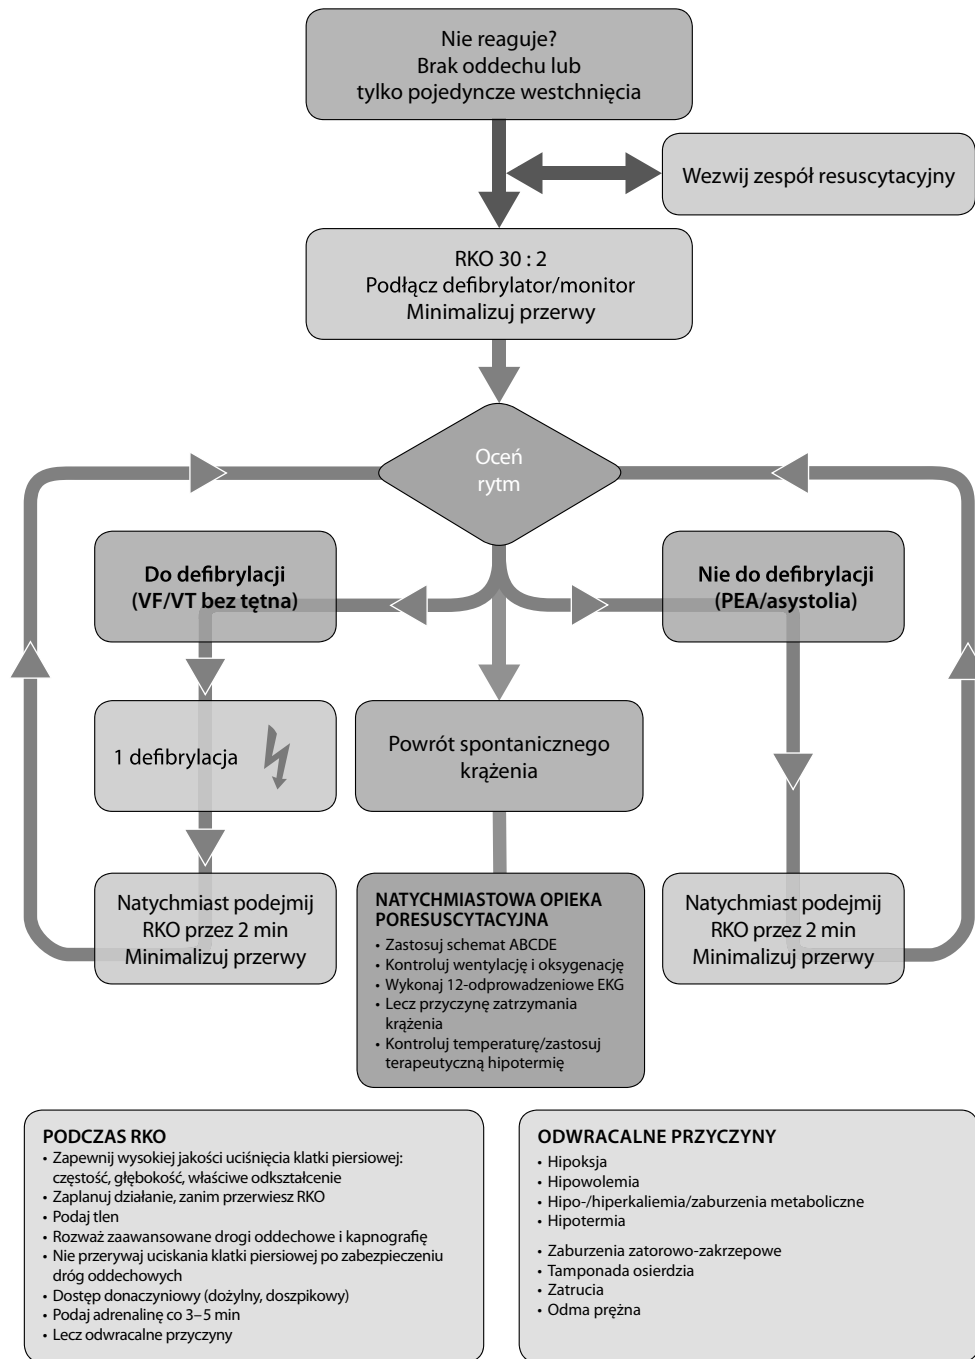 Nie reaguje?
Brak oddechu lub
tylko pojedyncze westchnięcia
Wezwij zespół resuscytacyjny
RKO 30 : 2
Podłącz defibrylator/monitor
Minimalizuj przerwy
Oceń
rytm
Do defibrylacji
(VF/VT bez tętna)
Nie do defibrylacji
(PEA/asystolia)
1 defibrylacja
Powrót spontanicznego
krążenia
Natychmiast podejmij
RKO przez 2 min
Minimalizuj przerwy
NATYCHMIASTOWA OPIEKA
PORESUSCYTACYJNA
• Zastosuj schemat ABCDE
• Kontroluj wentylację i oksygenację
• Wykonaj 12-odprowadzeniowe EKG
• Lecz przyczynę zatrzymania
krążenia
• Kontroluj temperaturę/zastosuj
terapeutyczną hipotermię
Natychmiast podejmij
RKO przez 2 min
Minimalizuj przerwy
PODCZAS RKO
• Zapewnij wysokiej jakości uciśnięcia klatki piersiowej:
częstość, głębokość, właściwe odkształcenie
• Zaplanuj działanie, zanim przerwiesz RKO
• Podaj tlen
• Rozważ zaawansowane drogi oddechowe i kapnografię
• Nie przerywaj uciskania klatki piersiowej po zabezpieczeniu
dróg oddechowych
• Dostęp donaczyniowy (dożylny, doszpikowy)
• Podaj adrenalinę co 3–5 min
• Lecz odwracalne przyczyny
ODWRACALNE PRZYCZYNY
• Hipoksja
• Hipowolemia
• Hipo-/hiperkaliemia/zaburzenia metaboliczne
• Hipotermia
• Zaburzenia zatorowo-zakrzepowe
• Tamponada osierdzia
• Zatrucia
• Odma prężna